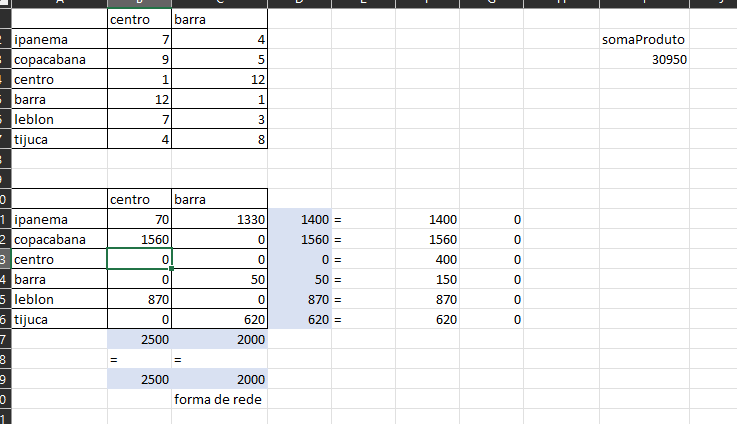 centro barra
ipanema 7 4 somaProduto
copacabana 9 5 30950
centro 1 12
barra 12 1
leblon 7 3
tijuca 4 8
centro barra
ipanema 70 1330 1400 = 1400 0
copacabana 1560 0 1560 = 1560 0
centro 0 0 0 = 400 0
barra 0 50 50 = 150 0
leblon 870 0 870 = 870 0
tijuca 0 620 620 = 620 0
2500 2000
= =
2500 2000
forma de rede